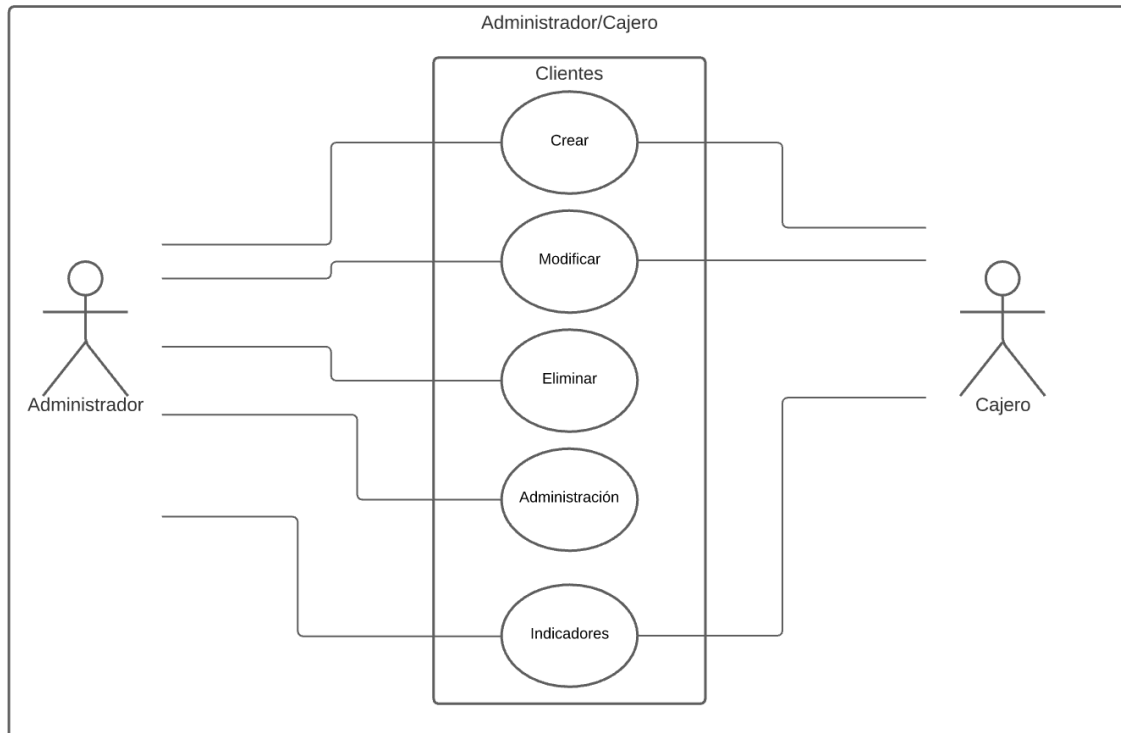 Administrador/Cajero
Clientes
Crear
Modificar
Eliminar
Administrador
Cajero
Administración
Indicadores